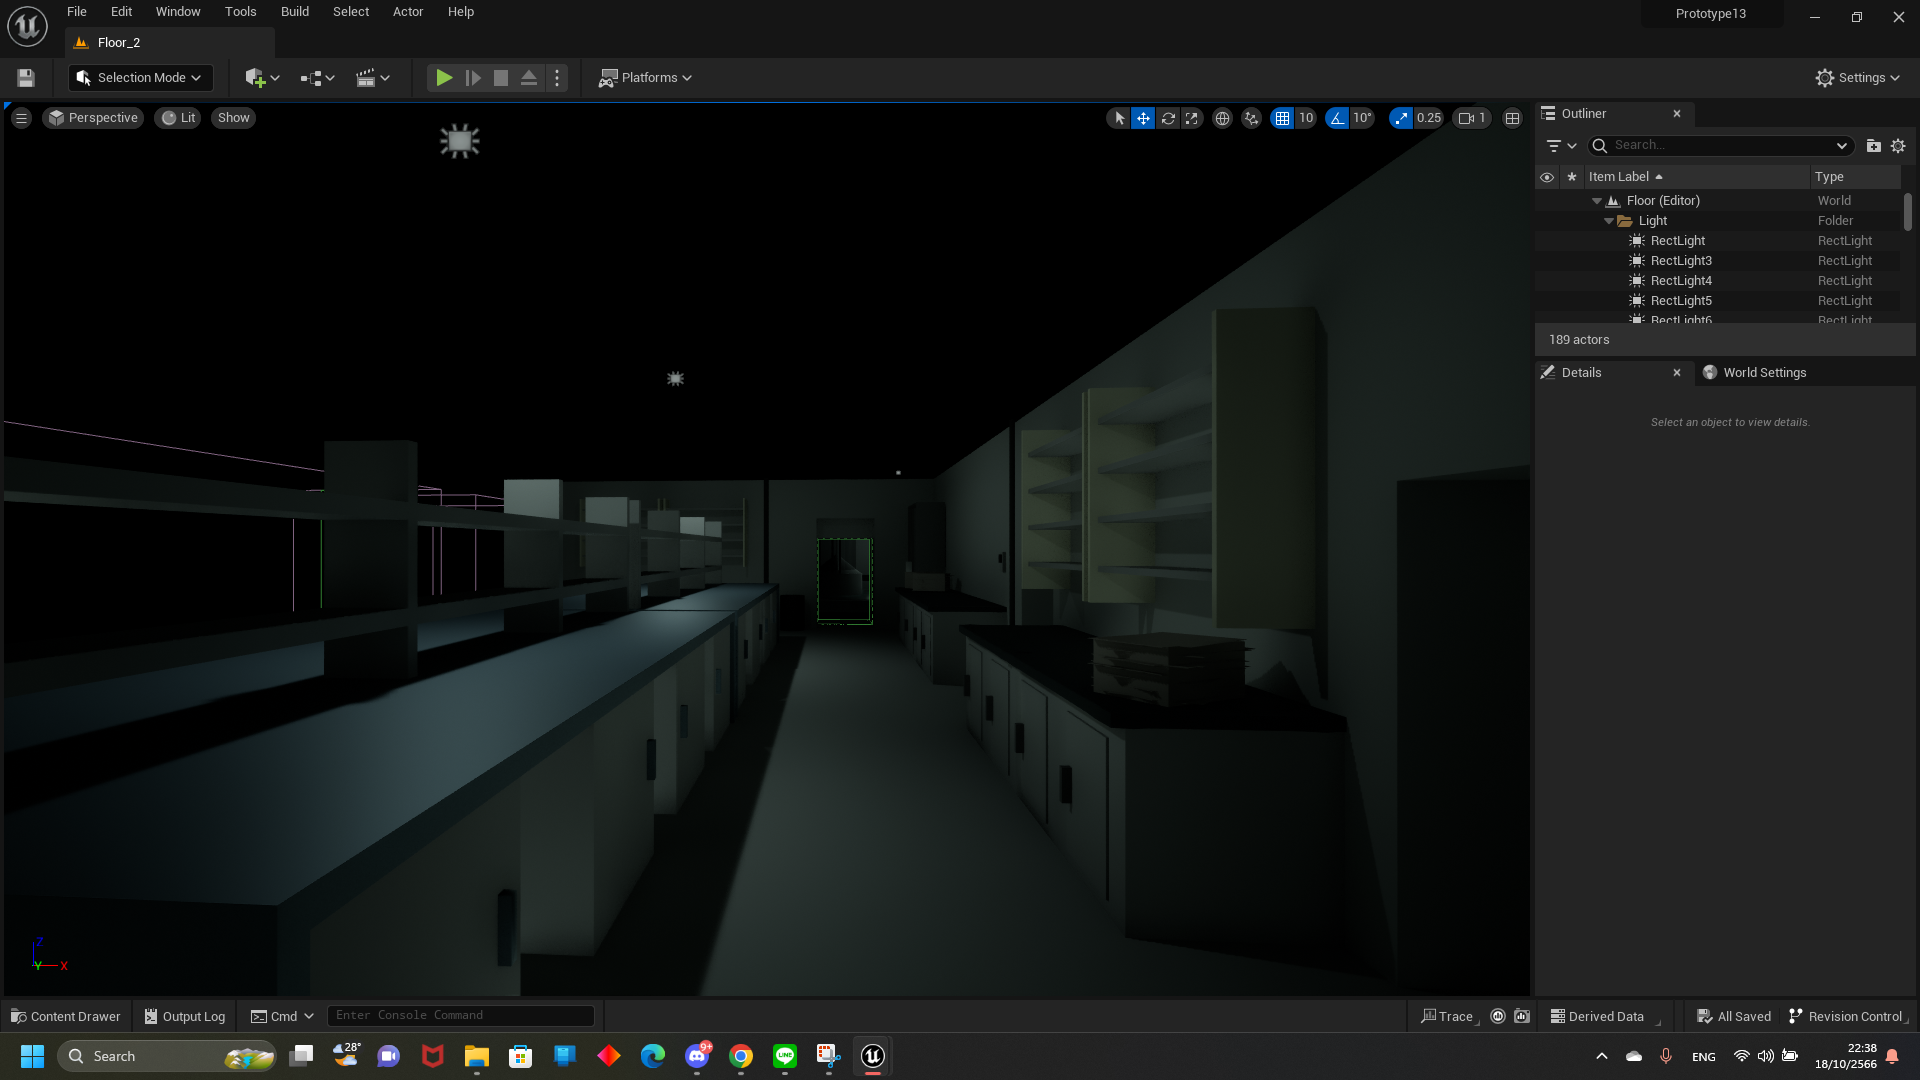 File Edit Window Tools Build Select Actor Help
Prototype13
Floor_2
Selection Mode
Platforms
Settings
Perspective Lit Show
10 10° 0.25 1
Outliner
Search...
Item Label Type
Floor (Editor) World
Light Folder
RectLight RectLight
RectLight3 RectLight
RectLight4 RectLight
RectLight5 RectLight
RectLight6 RectLight
189 actors
Details World Settings
Select an object to view details.
Z
Y X
Content Drawer Output Log Cmd Enter Console Command Trace Derived Data All Saved Revision Control
Search 28° 9+ LINE ENG 22:38
18/10/2566